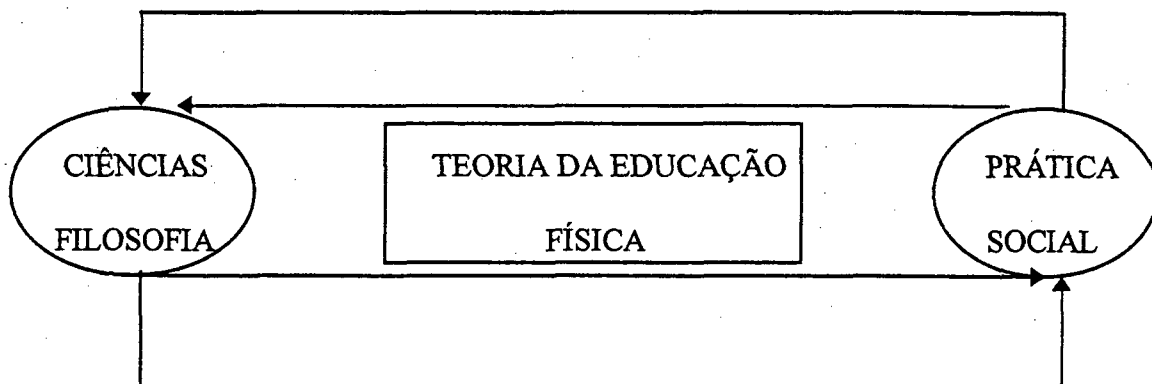 CIÊNCIAS
FILOSOFIA
TEORIA DA EDUCAÇÃO
FÍSICA
PRÁTICA
SOCIAL